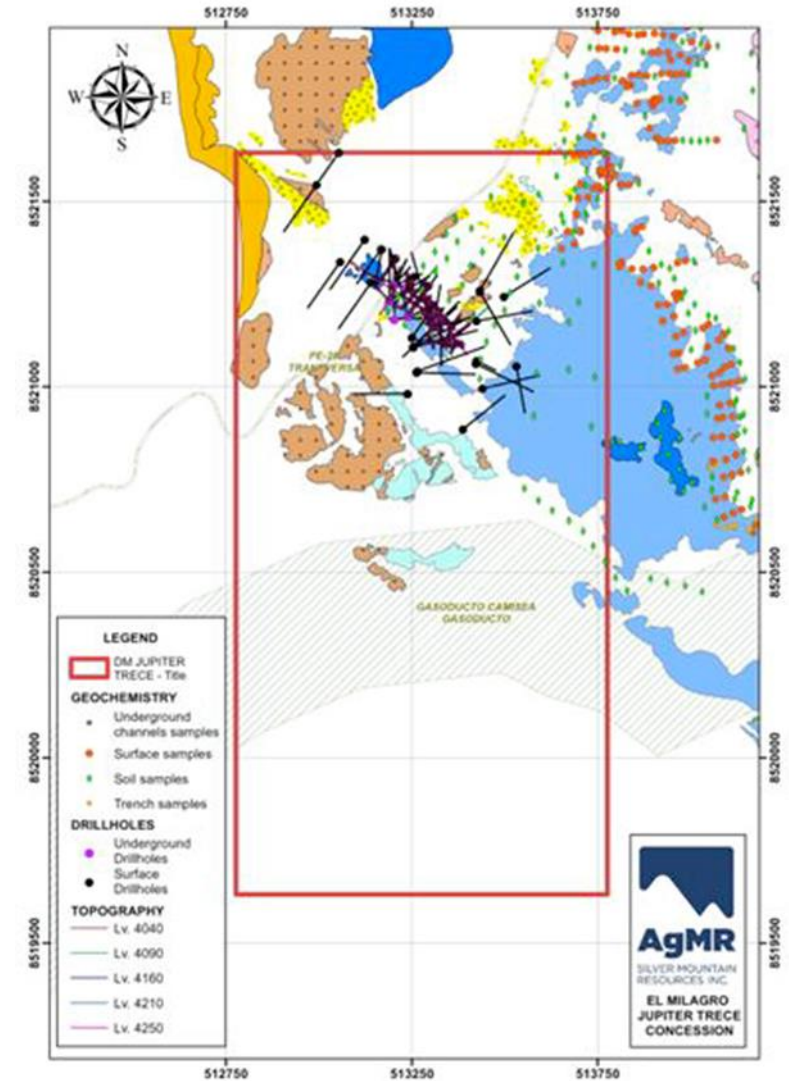 512750
513250
513750
N
W
E
S
8521500
8521500
8521000
8521000
TRANSVERSAL
8520500
8520500
GASODUCTO CAMISEA
GASODUCTO
8520000
8520000
8519500
8519500
LEGEND
DM JUPITER
TRECE - Title
GEOCHEMISTRY
Underground
channels samples
Surface samples
Soil samples
Trench samples
DRILLHOLES
Underground
Drillholes
Surface
Drillholes
TOPOGRAPHY
Lv. 4040
Lv. 4090
Lv. 4160
Lv. 4210
Lv. 4250
AgMR
SILVER MOUNTAIN
RESOURCES INC.
EL MILAGRO
JUPITER TRECE
CONCESSION
512750
513250
513750